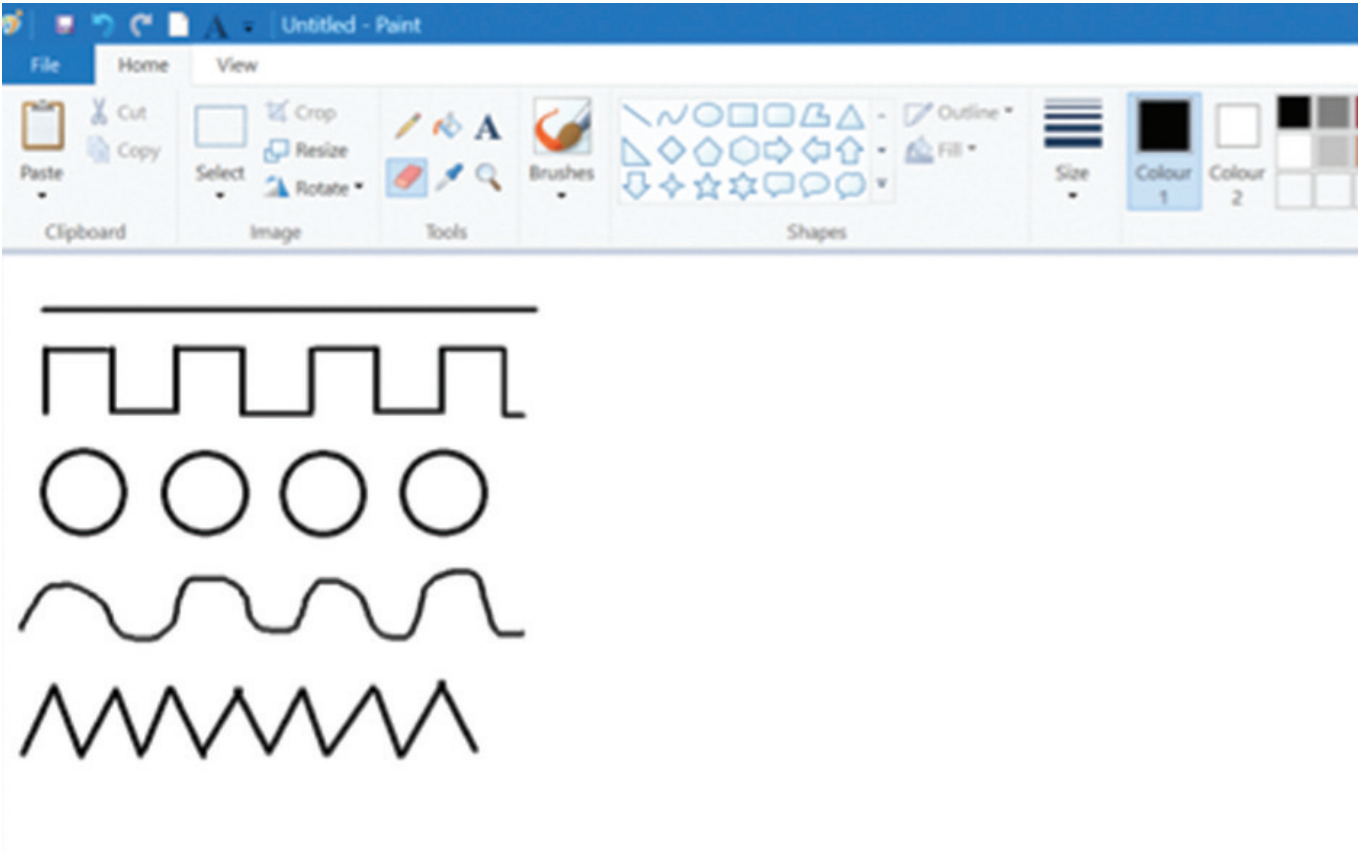 Untitled - Paint
File Home View
Cut Crop Outline
Copy Resize Fill
Paste Select Rotate Brushes Size Colour 1 Colour 2
Clipboard Image Tools Shapes